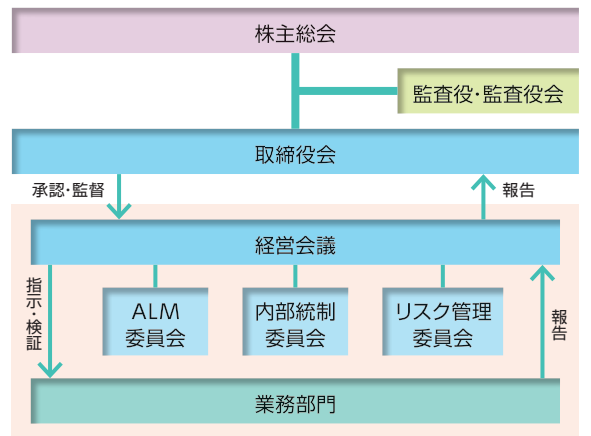 株主総会
監査役・監査役会
取締役会
承認・監督
報告
経営会議
指示・検証
ALM
委員会
内部統制
委員会
リスク管理
委員会
報告
業務部門